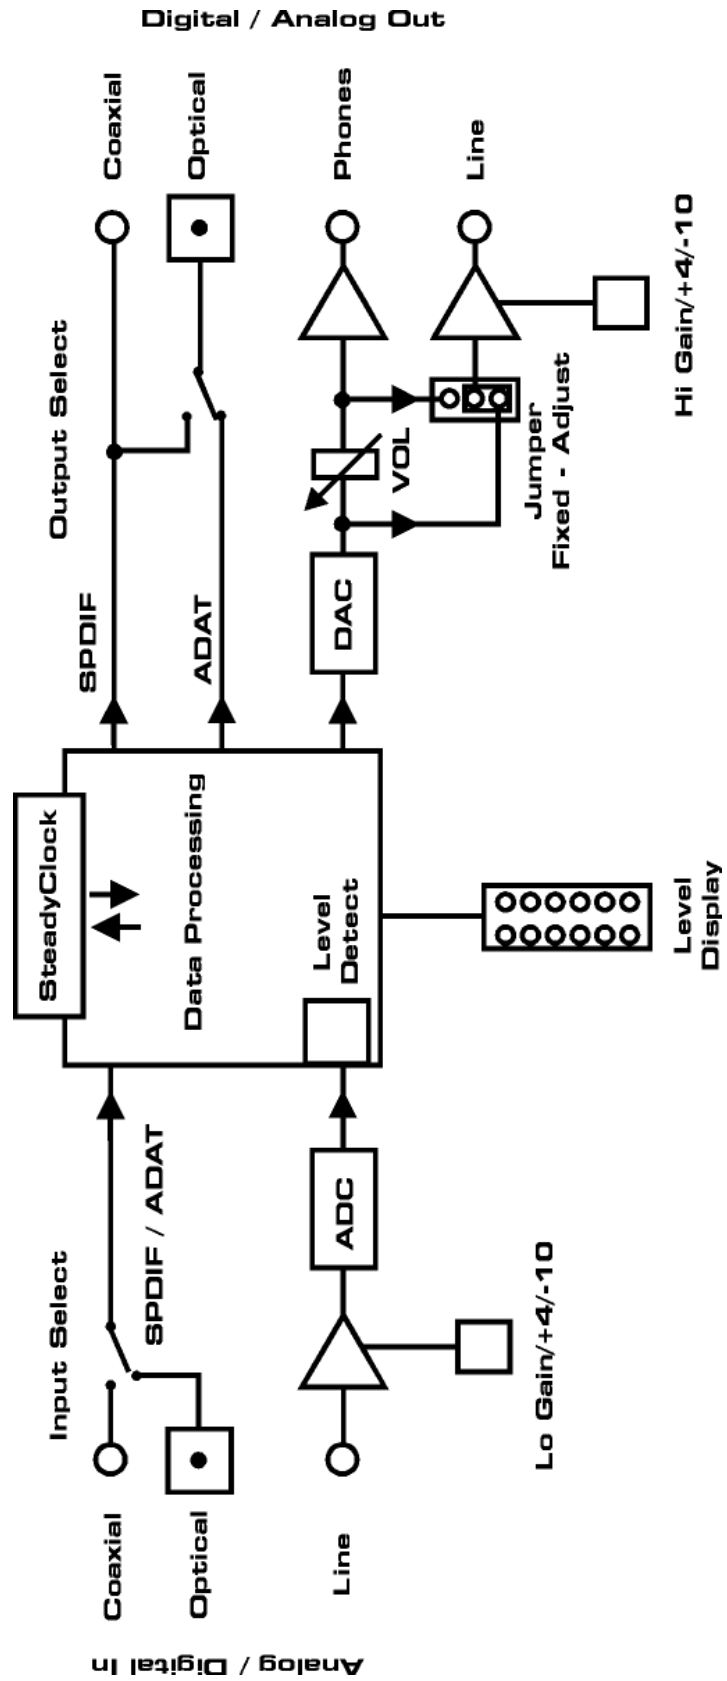 Digital / Analog Out
Coaxial
Optical
Phones
Line
Output Select
Hi Gain/+4/-10
Jumper
Fixed - Adjust
VOL
SPDIF
ADAT
DAC
SteadyClock
Data Processing
Level
Detect
Level
Display
Input Select
SPDIF / ADAT
ADC
Lo Gain/+4/-10
Coaxial
Optical
Line
Analog / Digital In